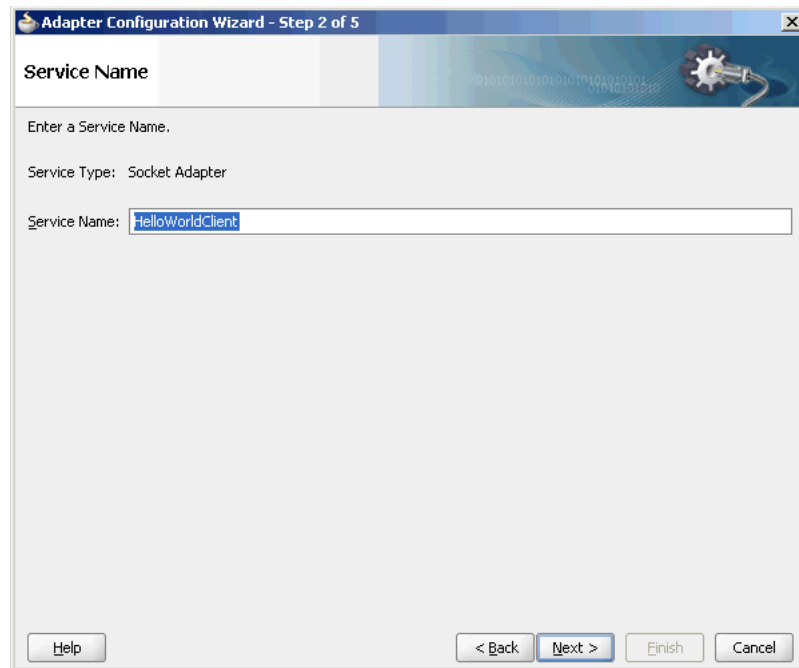 Adapter Configuration Wizard - Step 2 of 5
Service Name
Enter a Service Name.
Service Type: Socket Adapter
Service Name: HelloWorldClient
Help < Back Next > Finish Cancel